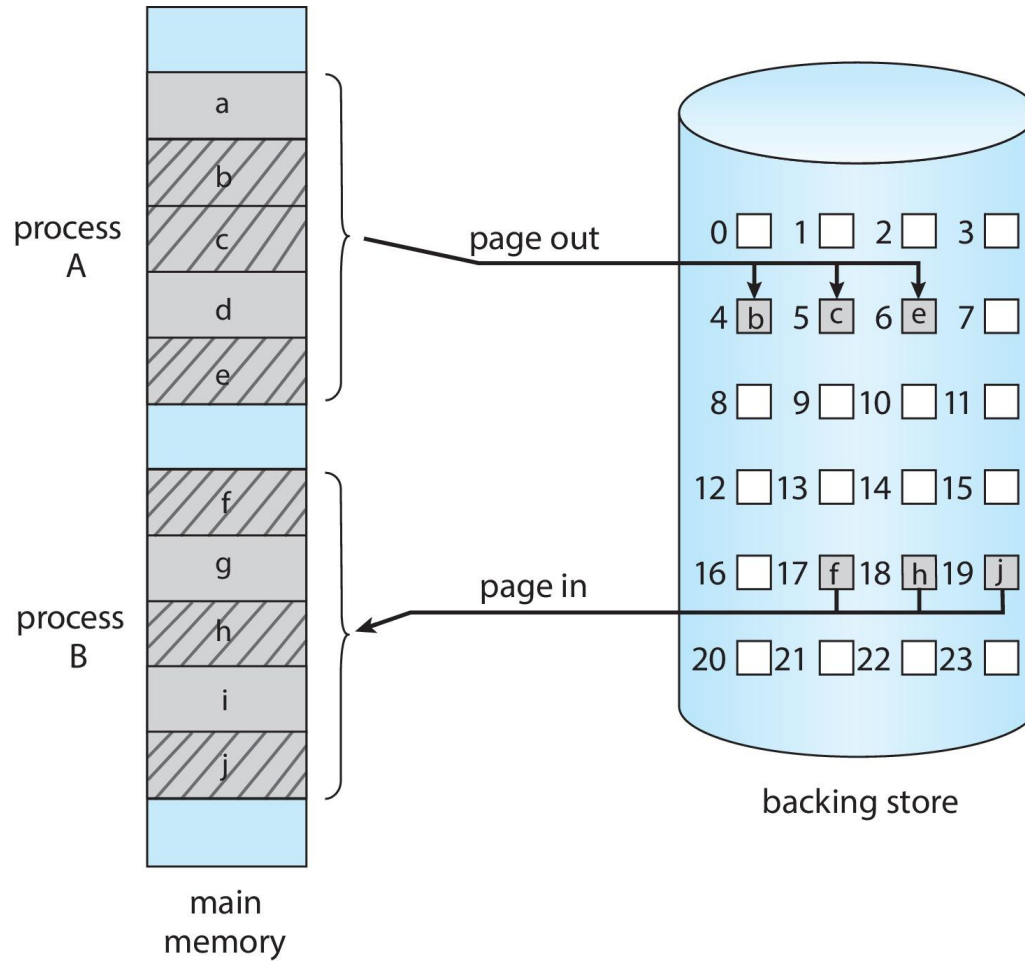 a
b
process
A
c
d
e
page out
0 1 2 3
4 b 5 c 6 e 7
8 9 10 11
12 13 14 15
f
g
process
B
h
i
j
page in
16 17 f 18 h 19 j
20 21 22 23
backing store
main
memory